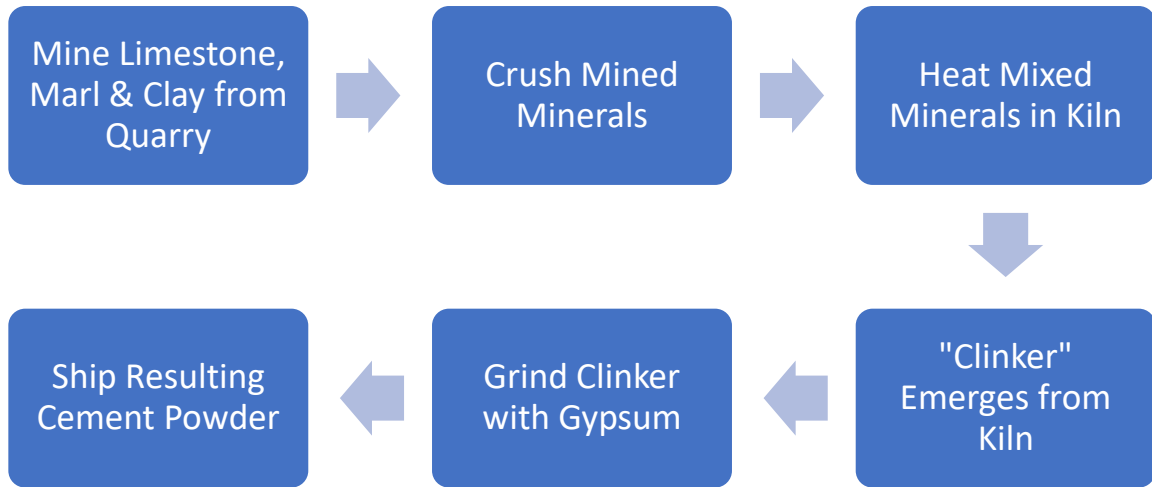 Mine Limestone,
Marl & Clay from
Quarry
Crush Mined
Minerals
Heat Mixed
Minerals in Kiln
"Clinker"
Emerges from
Kiln
Grind Clinker
with Gypsum
Ship Resulting
Cement Powder